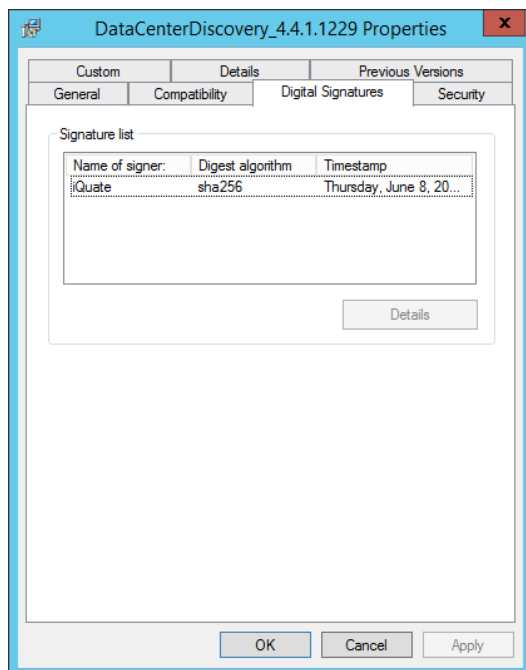 DataCenterDiscovery_4.4.1.1229 Properties
x
Custom Details Previous Versions
General Compatibility Digital Signatures Security
Signature list
Name of signer: Digest algorithm Timestamp
iQuate sha256 Thursday, June 8, 20...
Details
OK Cancel Apply